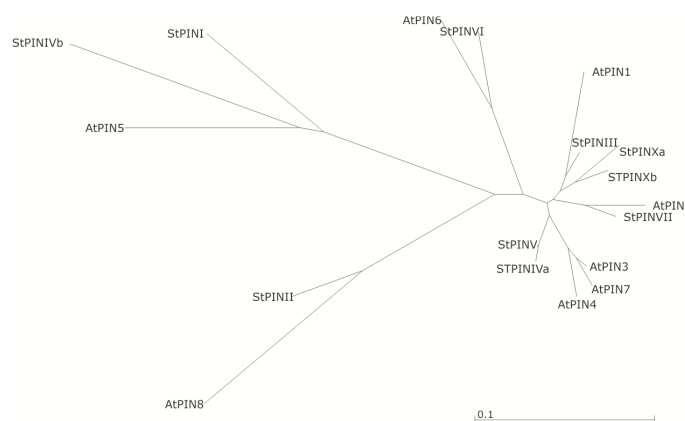 AtPIN6
StPINVI
StPINI
StPINIVb
AtPIN1
AtPIN5
StPINIII
StPINXa
STPINXb
AtPIN
StPINVII
StPINV
STPINIVa
AtPIN3
AtPIN7
StPINII
AtPIN4
AtPIN8
0.1